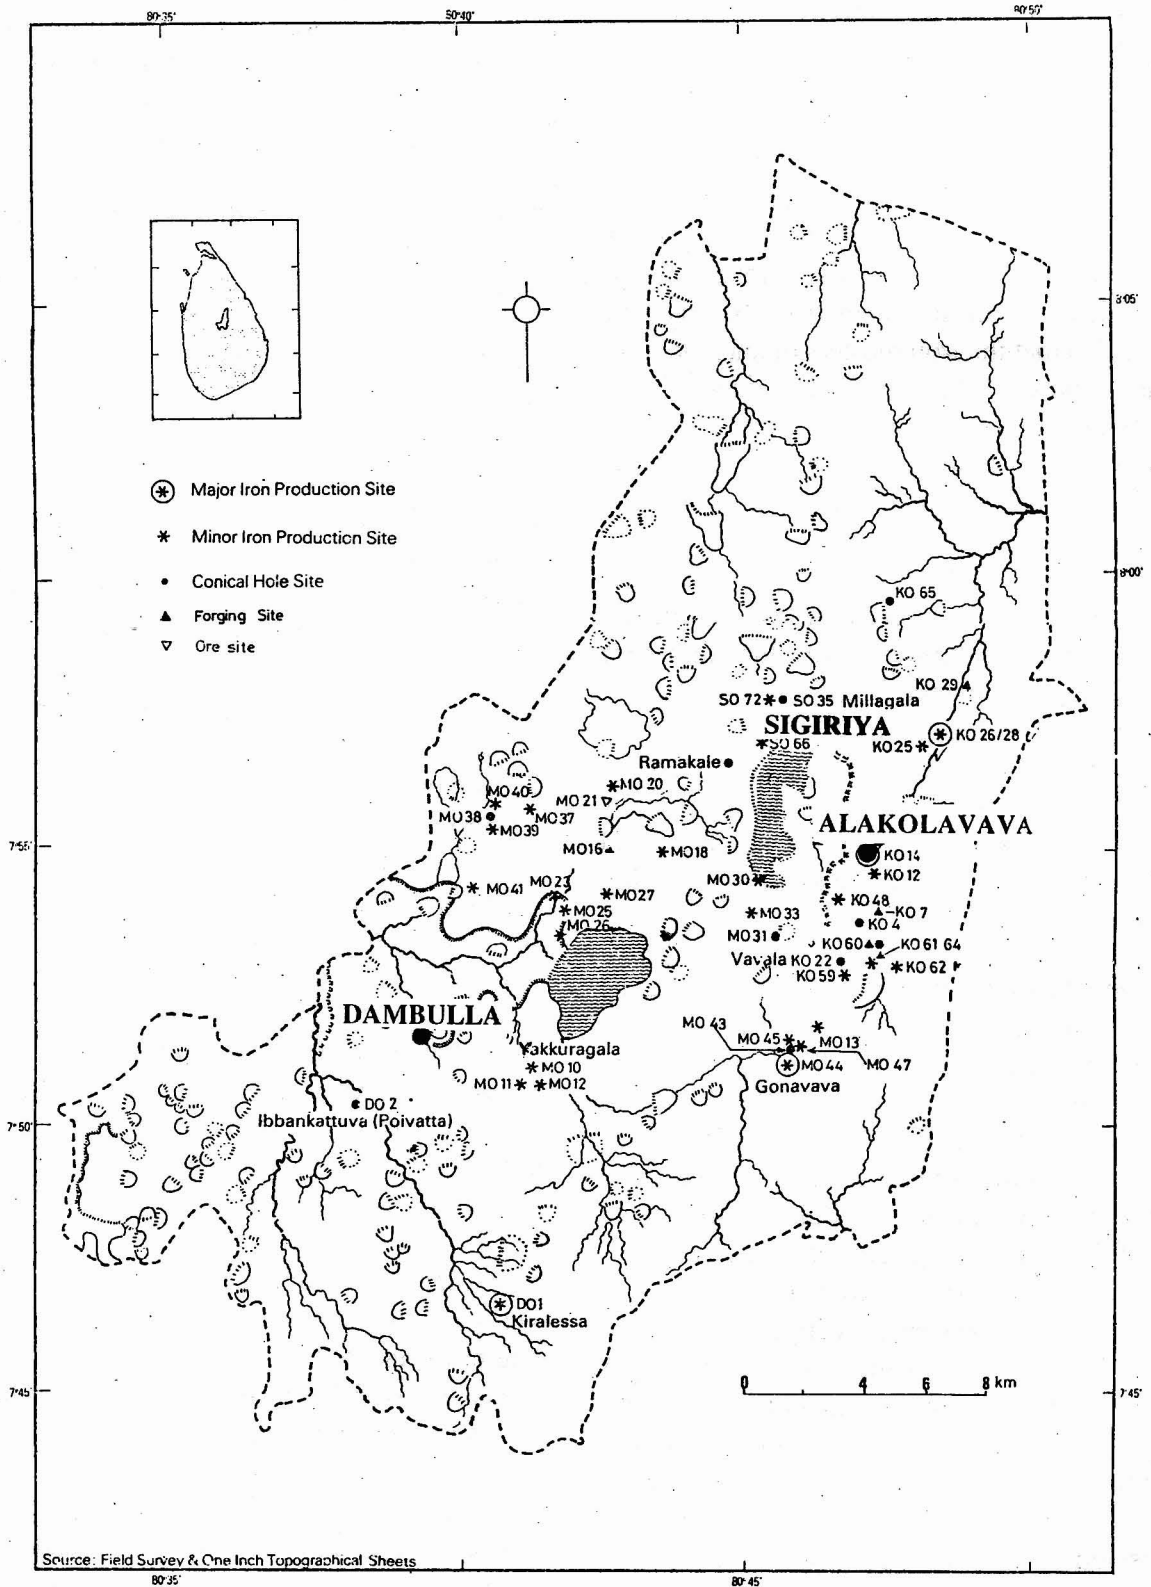 80°35'
80°40'
80°50'
8°05'
Major Iron Production Site
Minor Iron Production Site
Conical Hole Site
Forging Site
Ore site
8°00'
KO 65
KO 29
SO 72
SO 35 Millagala
SIGIRIYA
KO 26/28
SO 66
KO 25
Ramakale
MO 20
MO 40
MO 21
MO 38
MO 37
MO 39
ALAKOLAVAVA
7°55'
MO 16
MO 18
KO 14
KO 12
MO 30
MO 41
MO 23
MO 27
KO 48
MO 25
MO 33
KO 7
MO 26
KO 4
MO 31
KO 60
KO 61 64
Vavala KO 22
KO 62
KO 59
DAMBULLA
MO 43
MO 45
MO 13
Yakkuragala
MO 10
MO 44
MO 47
MO 11
MO 12
Gonavava
DO 2
Ibbankattuva (Poivatta)
7°50'
DO1
Kiralessa
0 4 6 8 km
7°45'
7°45'
Source: Field Survey & One Inch Topographical Sheets
80°35'
80°45'